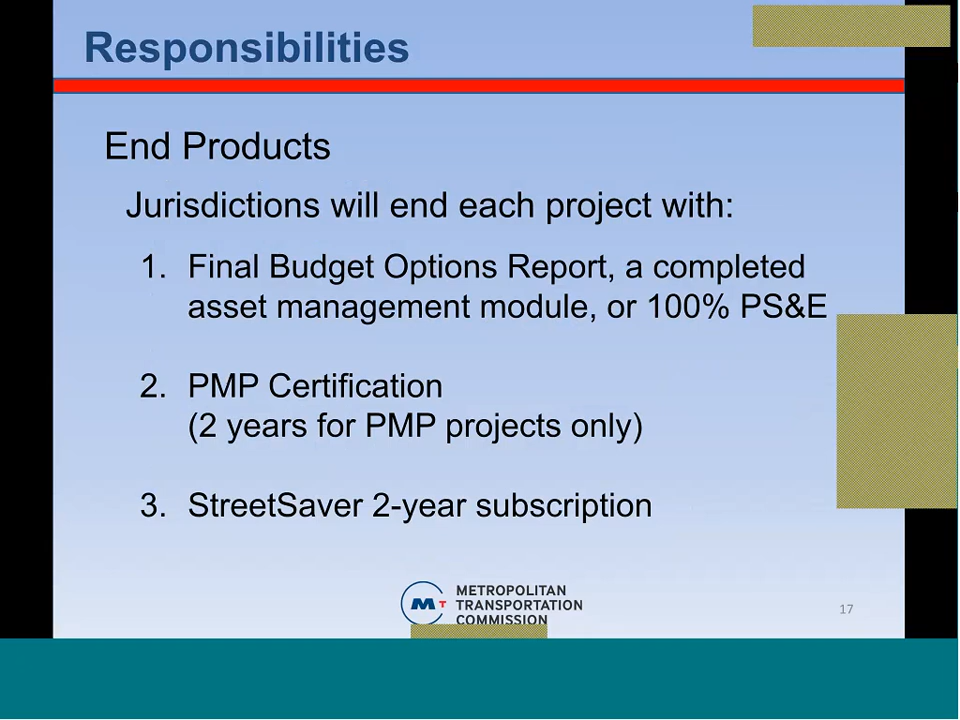 Responsibilities
End Products
Jurisdictions will end each project with:
1. Final Budget Options Report, a completed
asset management module, or 100% PS&E
2. PMP Certification
(2 years for PMP projects only)
3. StreetSaver 2-year subscription
MT
METROPOLITAN
TRANSPORTATION
COMMISSION
17